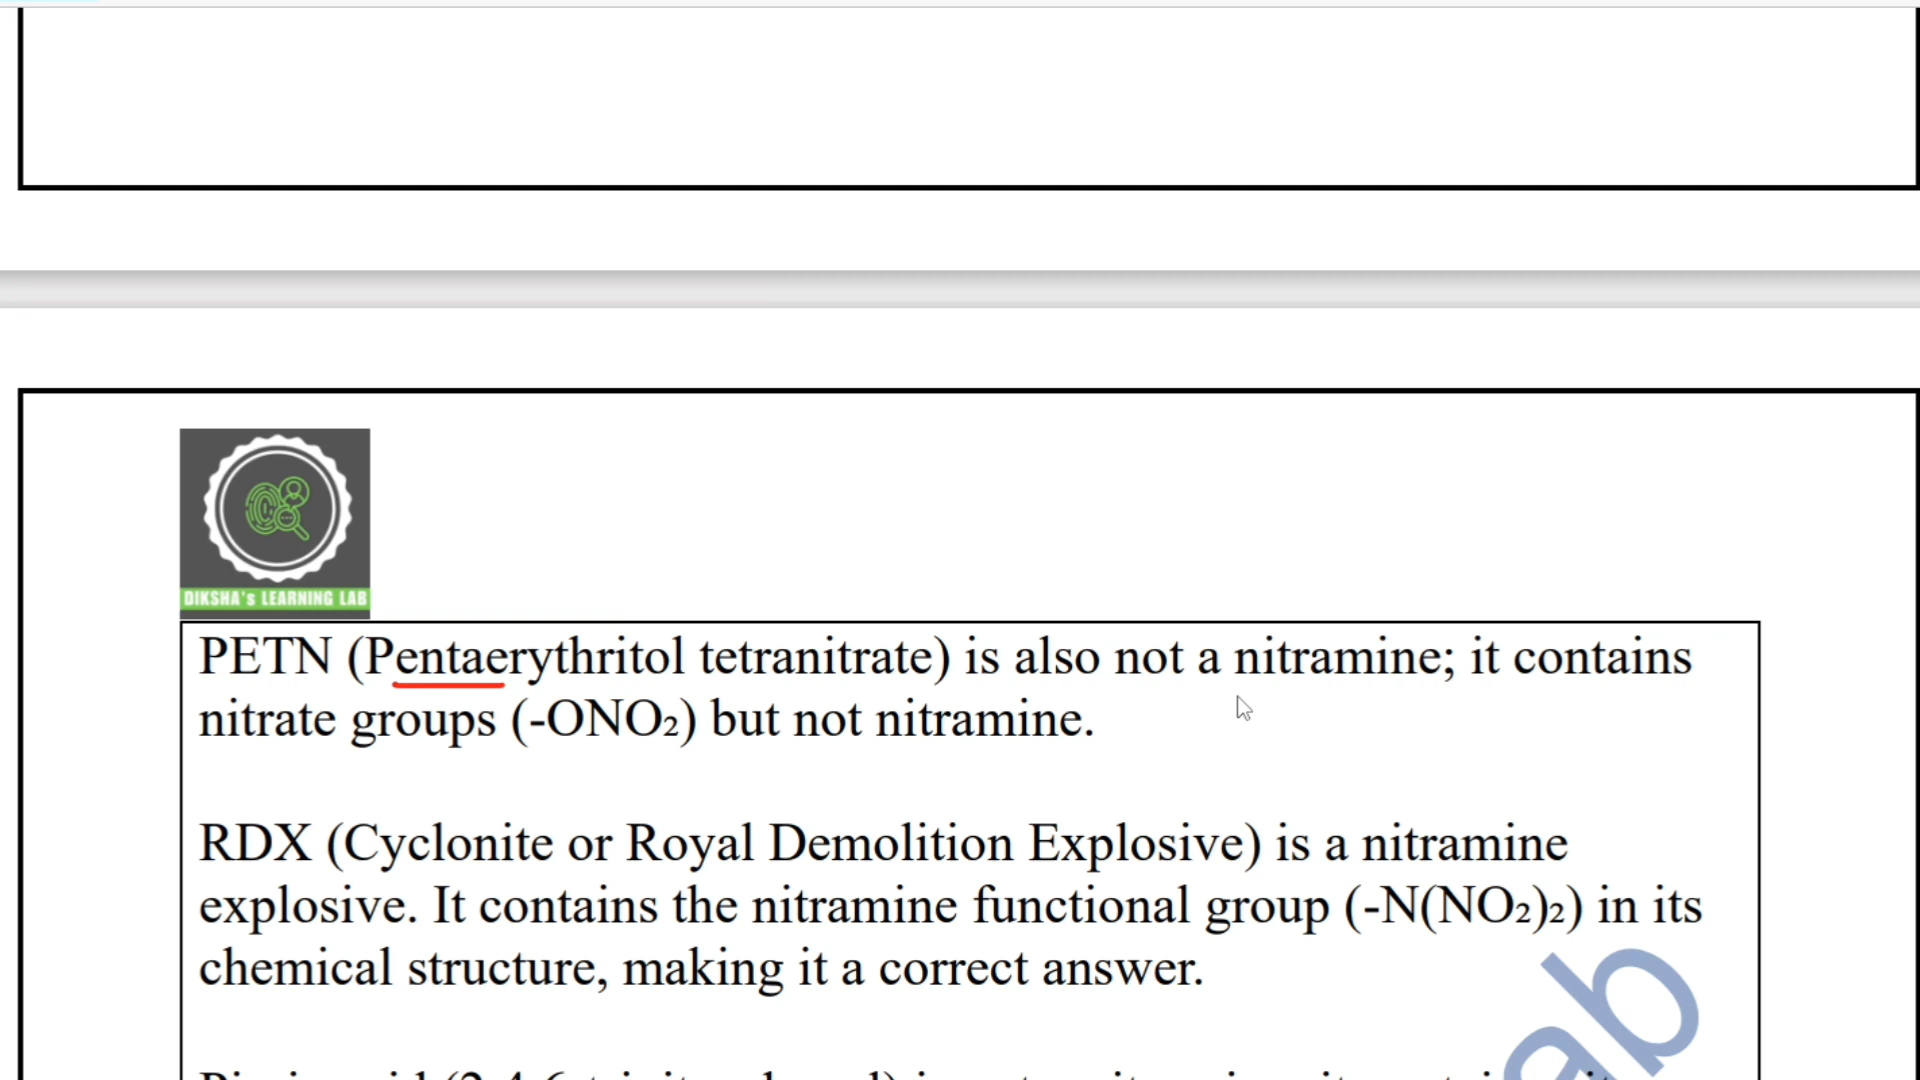 DIKSHA's LEARNING LAB
PETN (Pentaerythritol tetranitrate) is also not a nitramine; it contains
nitrate groups (-ONO₂) but not nitramine.
RDX (Cyclonite or Royal Demolition Explosive) is a nitramine
explosive. It contains the nitramine functional group (-N(NO₂)₂) in its
chemical structure, making it a correct answer.
ab